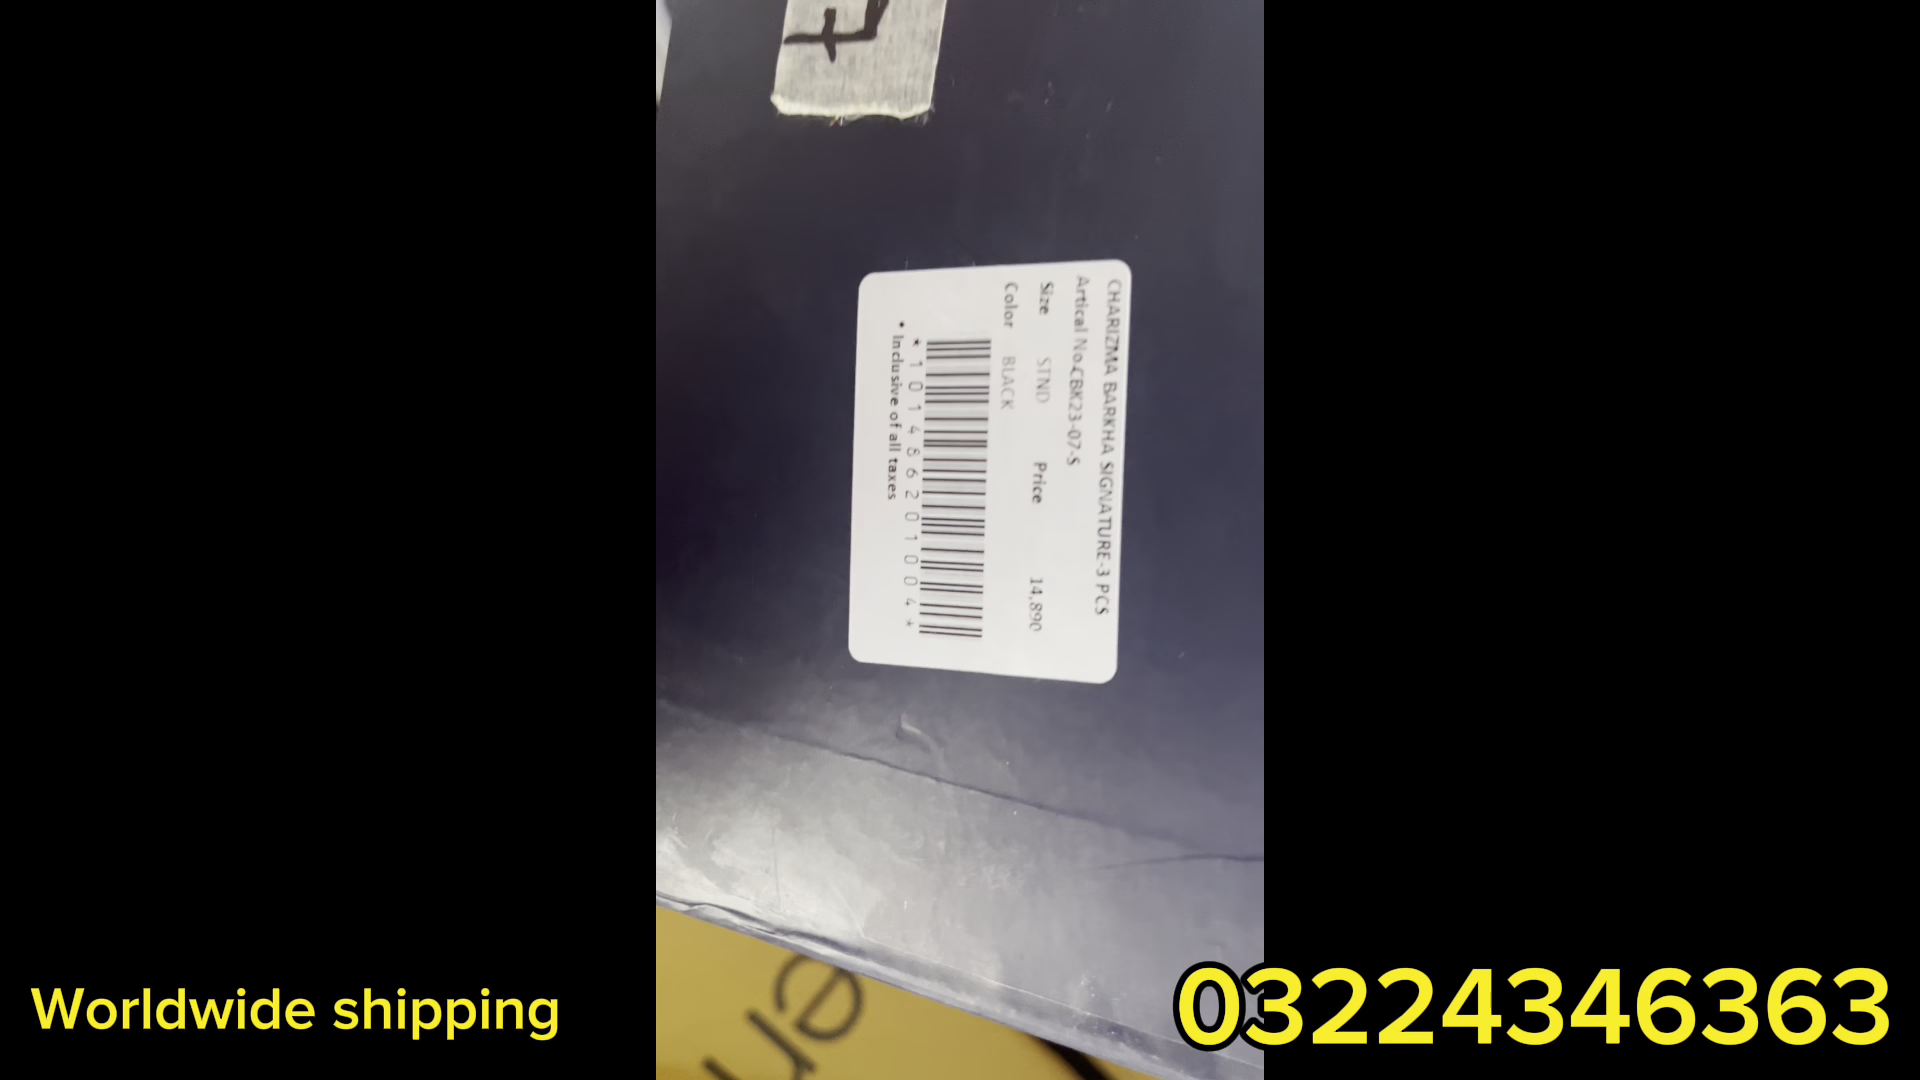 CHARIZMA BARKHA SIGNATURE-3 PCS
Artical No.CBK23-07-S
Size STND Price 14,890
Color BLACK
*101486201004*
* Inclusive of all taxes
Worldwide shipping
03224346363